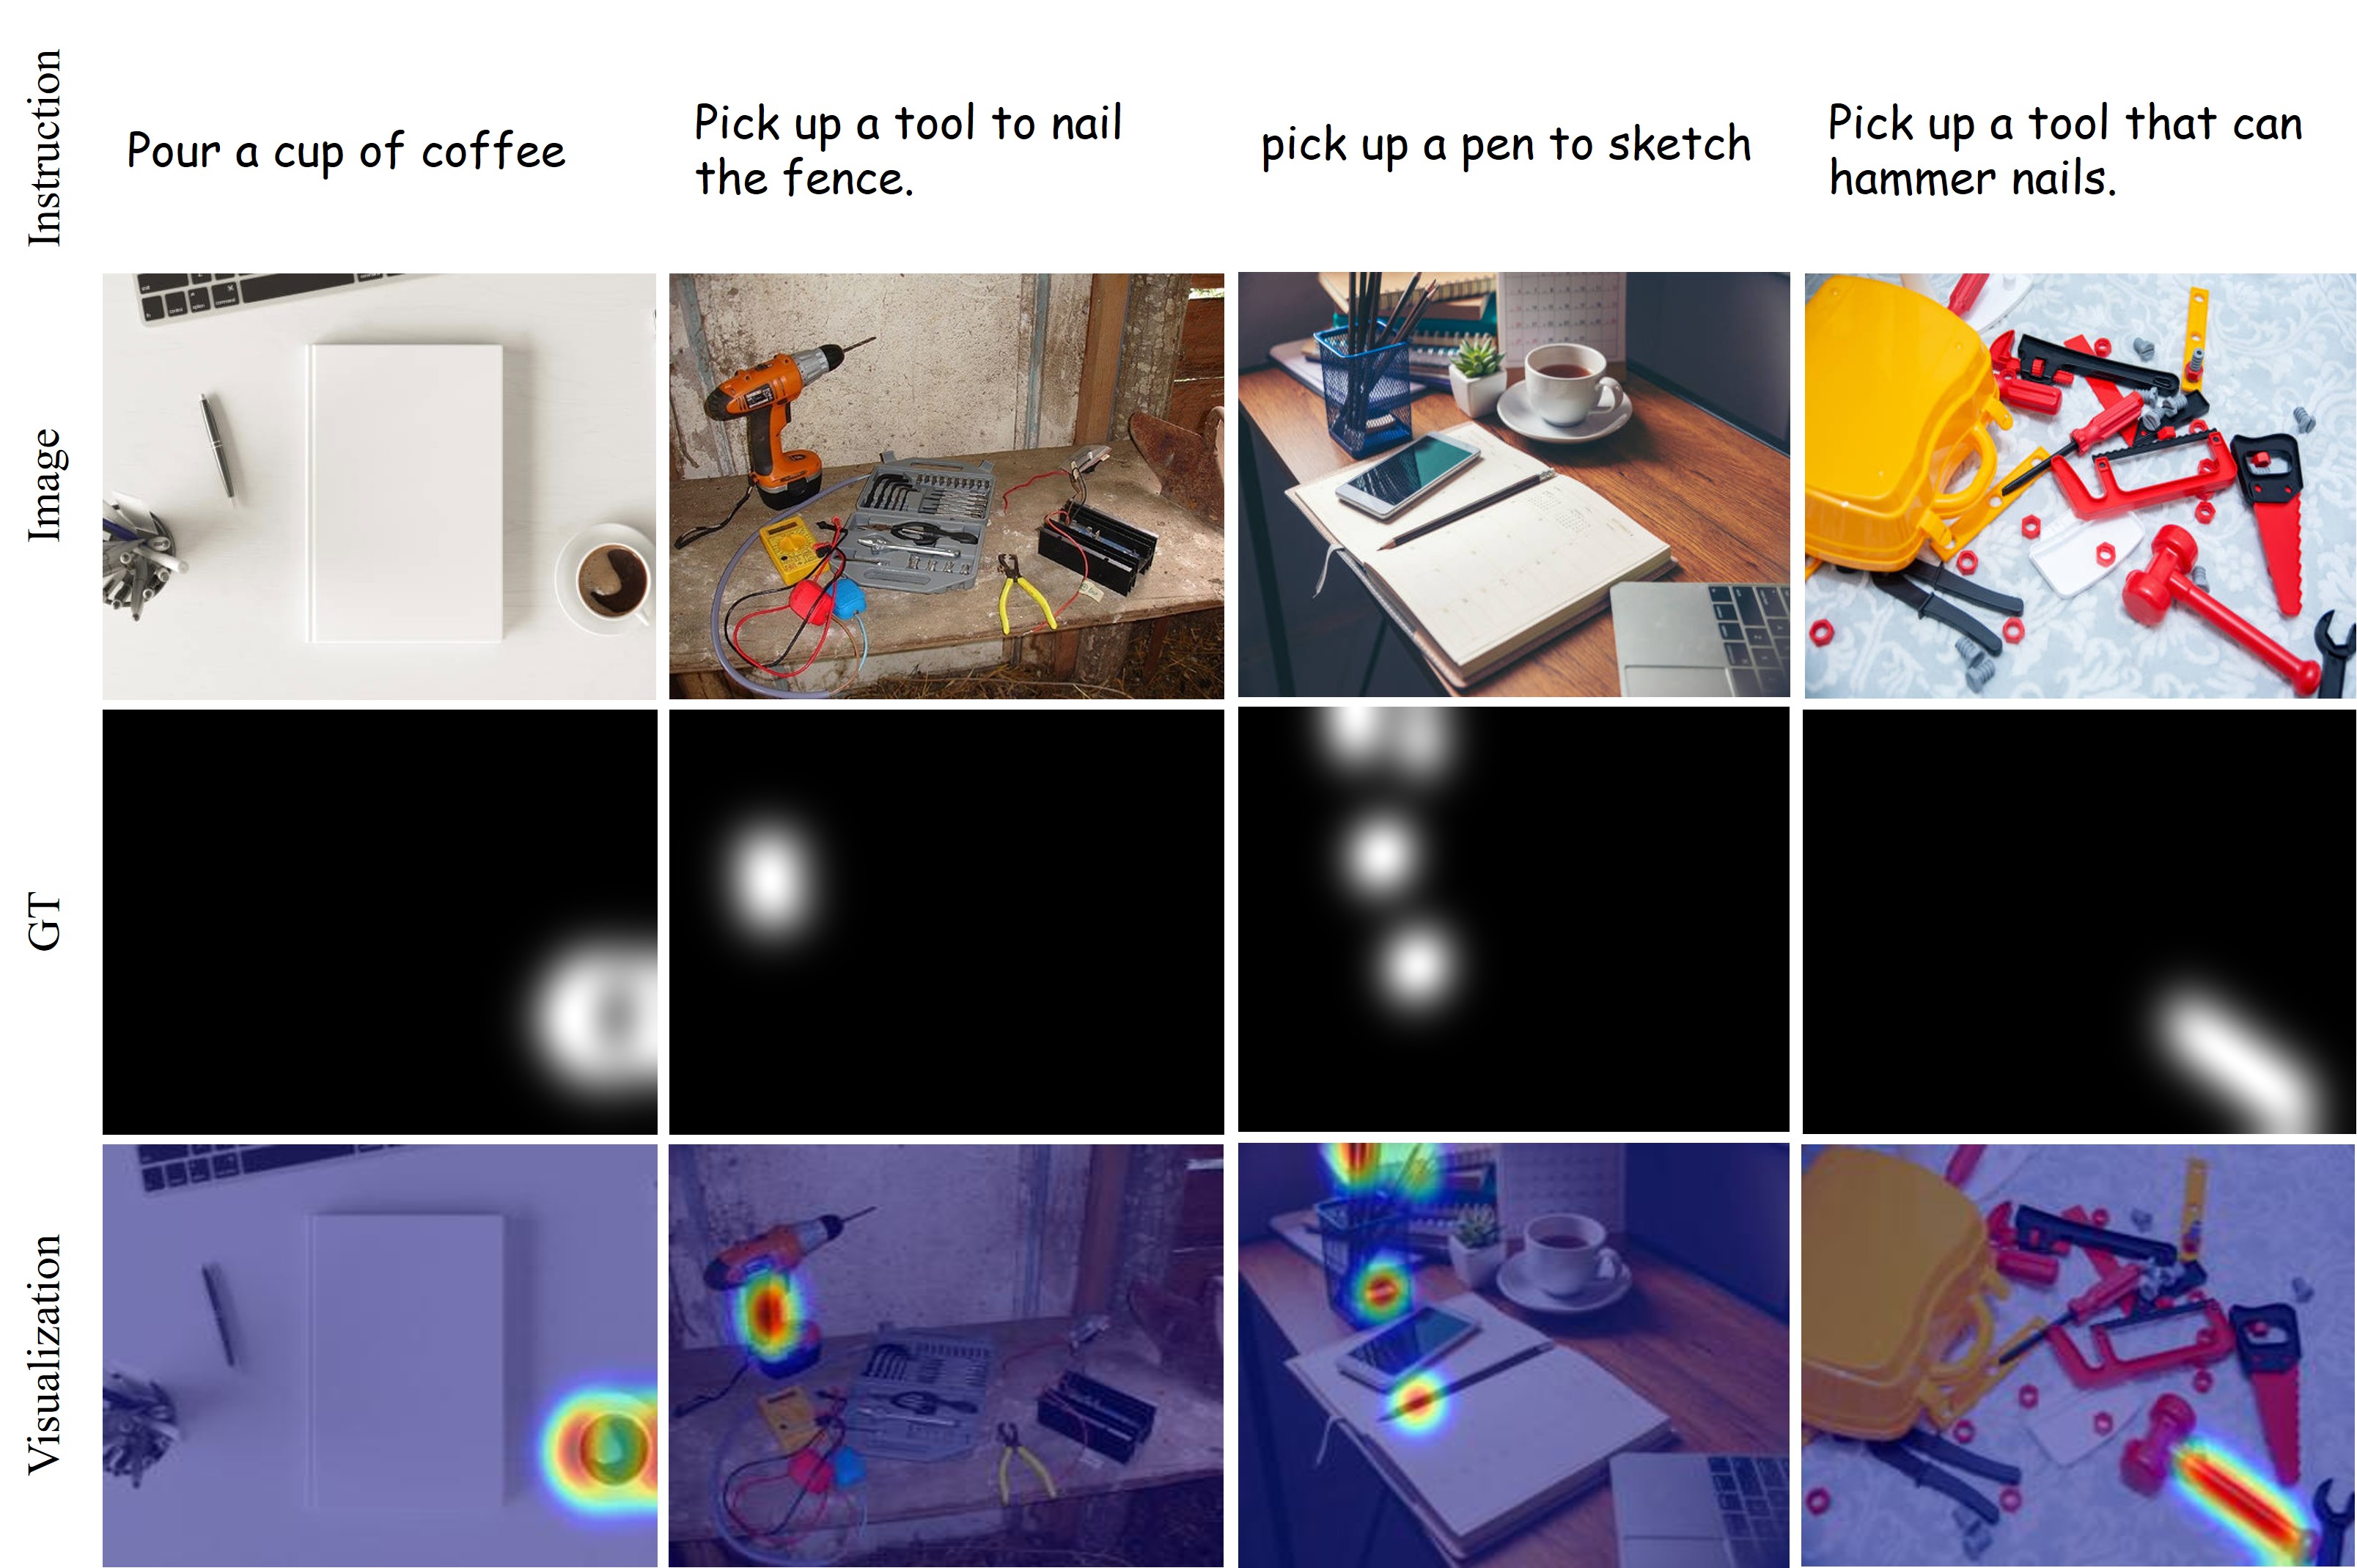 Instruction
Pour a cup of coffee
Pick up a tool to nail
the fence.
pick up a pen to sketch
Pick up a tool that can
hammer nails.
Image
GT
Visualization